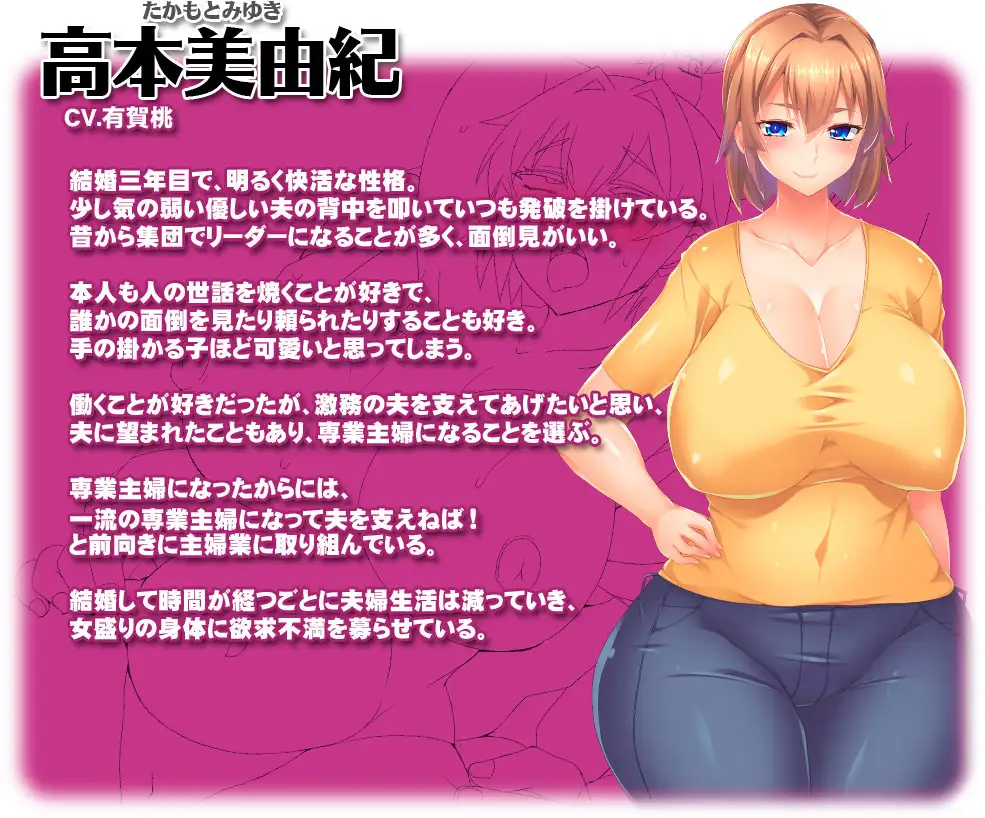 たかもとみゆき
高本美由紀
CV.有賀桃
結婚三年目で、明るく快活な性格。
少し気の弱い優しい夫の背中を叩いていつも発破を掛けている。
昔から集団でリーダーになることが多く、面倒見がいい。
本人も人の世話を焼くことが好きで、
誰かの面倒を見たり頼られたりすることも好き。
手の掛かる子ほど可愛いと思ってしまう。
働くことが好きだったが、激務の夫を支えてあげたいと思い、
夫に望まれたこともあり、専業主婦になることを選ぶ。
専業主婦になったからには、
一流の専業主婦になって夫を支えねば！
と前向きに主婦業に取り組んでいる。
結婚して時間が経つごとに夫婦生活は減っていき、
女盛りの身体に欲求不満を募らせている。